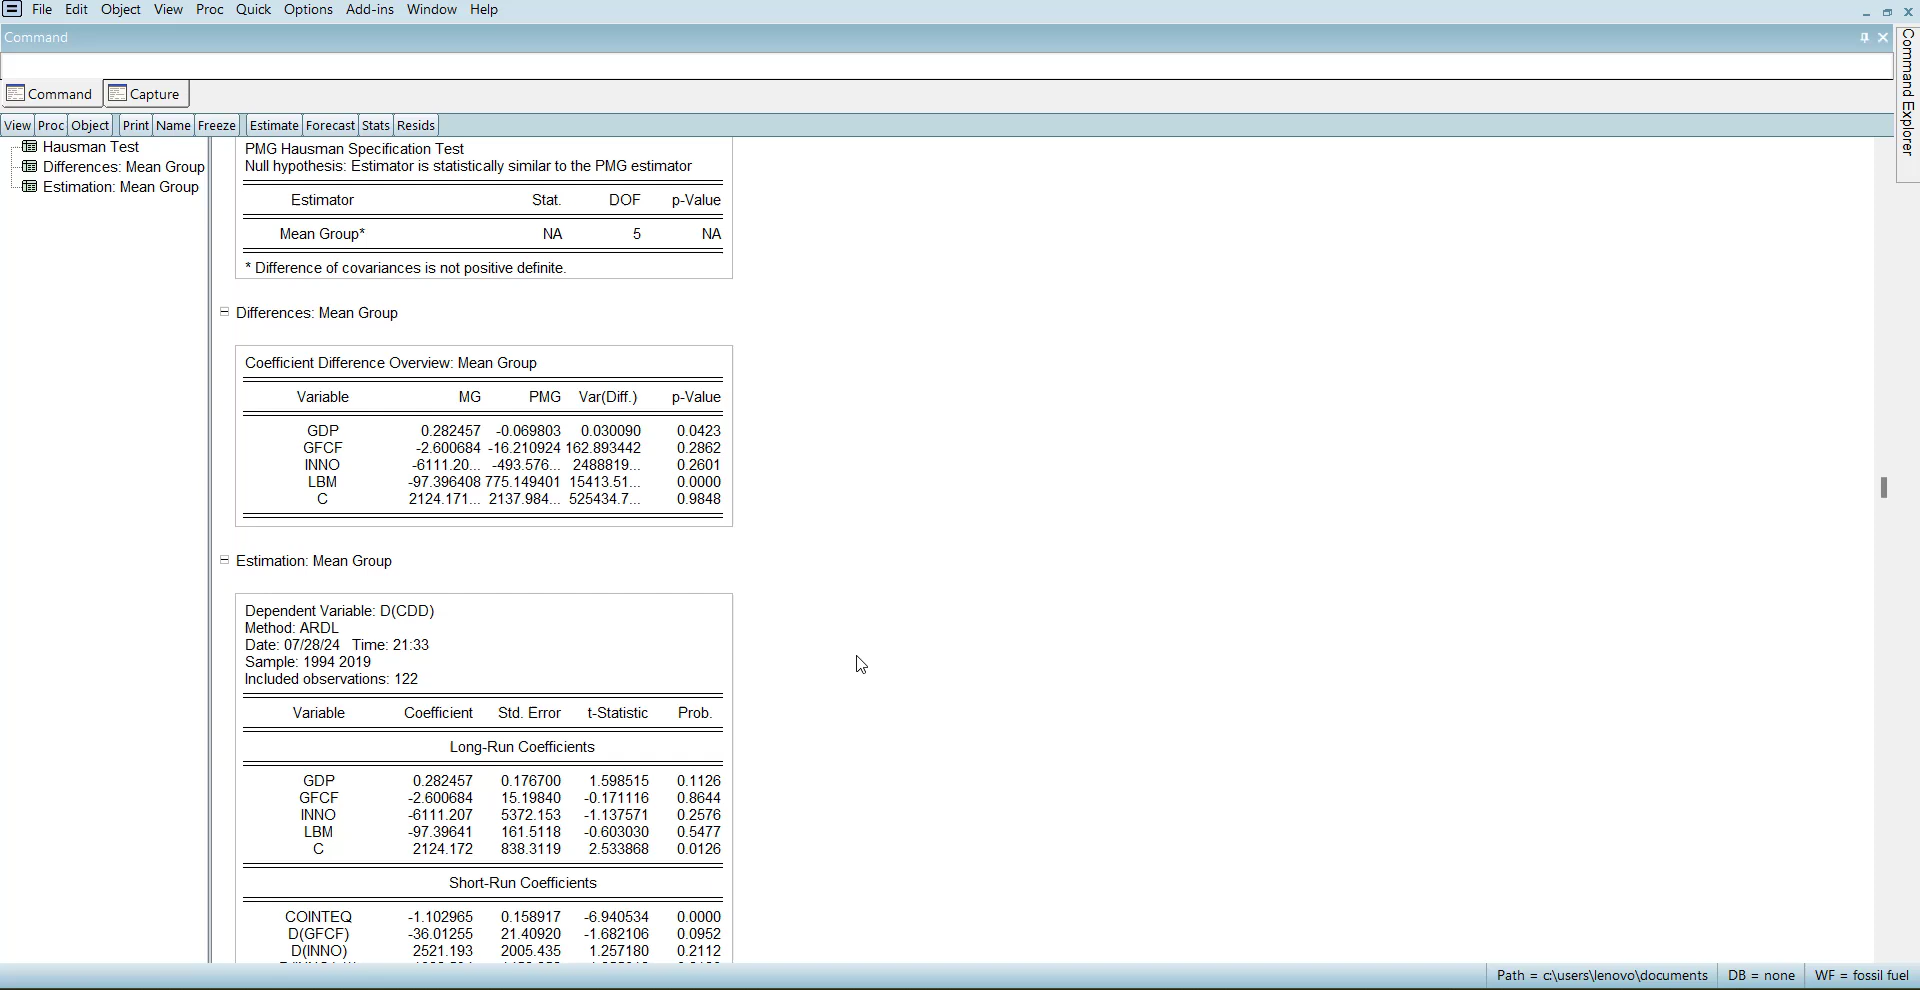 File Edit Object View Proc Quick Options Add-ins Window Help
Command
Command Explorer
Command Capture
View Proc Object Print Name Freeze Estimate Forecast Stats Resids
Hausman Test
Differences: Mean Group
Estimation: Mean Group
PMG Hausman Specification Test
Null hypothesis: Estimator is statistically similar to the PMG estimator
Estimator Stat. DOF p-Value
Mean Group* NA 5 NA
* Difference of covariances is not positive definite.
Differences: Mean Group
Coefficient Difference Overview: Mean Group
Variable MG PMG Var(Diff.) p-Value
GDP 0.282457 -0.069803 0.030090 0.0423
GFCF -2.600684 -16.210924 162.893442 0.2862
INNO -6111.20... -493.576... 2488819... 0.2601
LBM -97.396408 775.149401 15413.51... 0.0000
C 2124.171... 2137.984... 525434.7... 0.9848
Estimation: Mean Group
Dependent Variable: D(CDD)
Method: ARDL
Date: 07/28/24 Time: 21:33
Sample: 1994 2019
Included observations: 122
Variable Coefficient Std. Error t-Statistic Prob.
Long-Run Coefficients
GDP 0.282457 0.176700 1.598515 0.1126
GFCF -2.600684 15.19840 -0.171116 0.8644
INNO -6111.207 5372.153 -1.137571 0.2576
LBM -97.39641 161.5118 -0.603030 0.5477
C 2124.172 838.3119 2.533868 0.0126
Short-Run Coefficients
COINTEQ -1.102965 0.158917 -6.940534 0.0000
D(GFCF) -36.01255 21.40920 -1.682106 0.0952
D(INNO) 2521.193 2005.435 1.257180 0.2112
Path = c:\users\lenovo\documents DB = none WF = fossil fuel